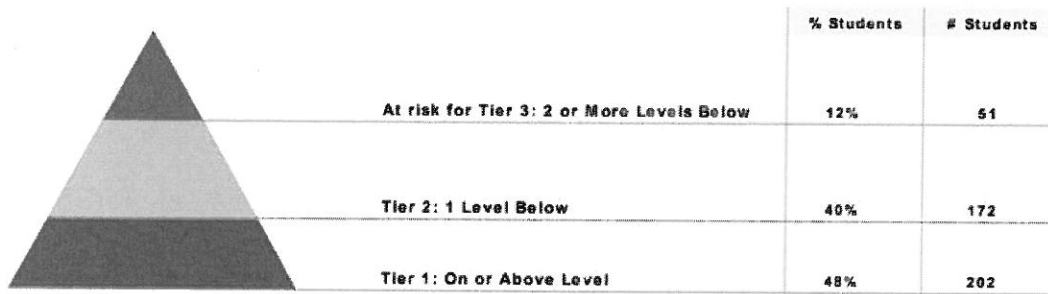 % Students # Students
At risk for Tier 3: 2 or More Levels Below 12% 51
Tier 2: 1 Level Below 40% 172
Tier 1: On or Above Level 48% 202